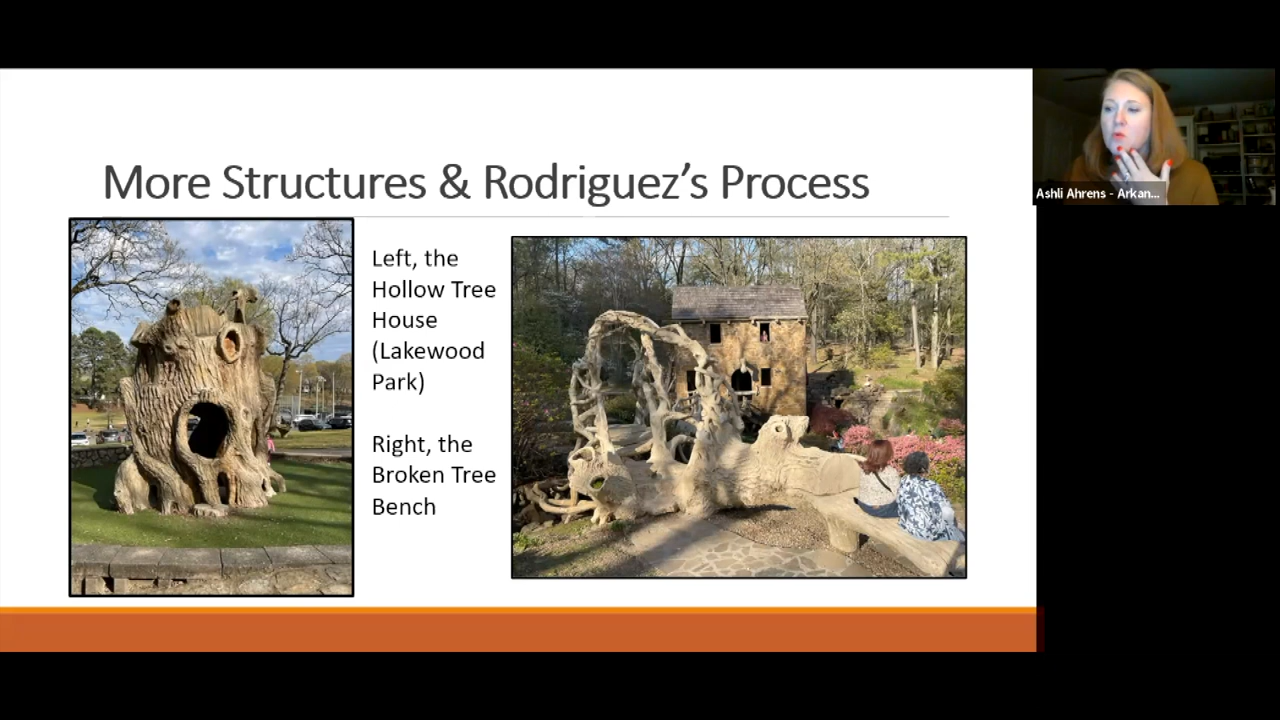 More Structures & Rodriguez's Process
Left, the
Hollow Tree
House
(Lakewood
Park)
Right, the
Broken Tree
Bench
Ashli Ahrens - Arkan...